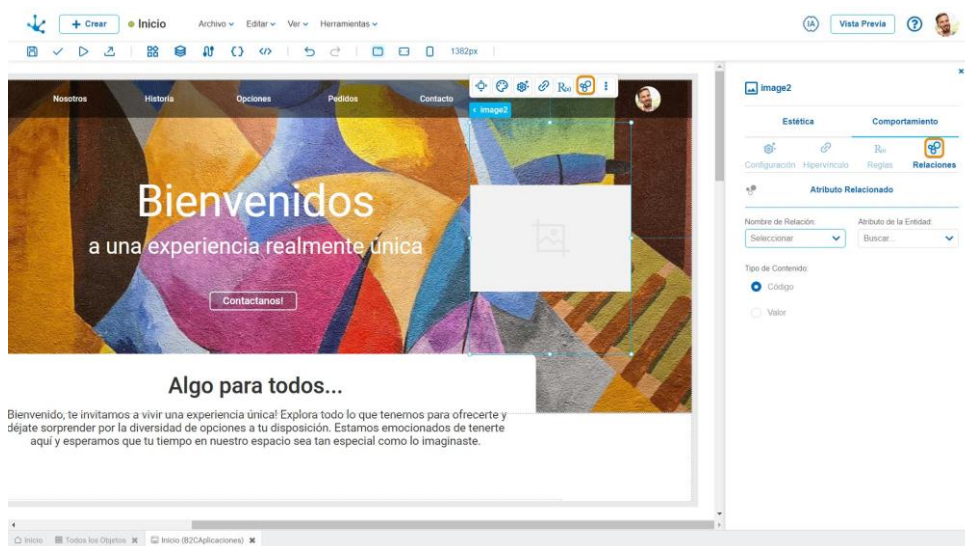 + Crear
Inicio
Archivo
Editar
Ver
Herramientas
IA
Vista Previa
?
1382px
Nosotros
Historia
Opciones
Pedidos
Contacto
R(x)
< image2
Bienvenidos
a una experiencia realmente única
Contactanos!
Algo para todos...
Bienvenido, te invitamos a vivir una experiencia única! Explora todo lo que tenemos para ofrecerte y
déjate sorprender por la diversidad de opciones a tu disposición. Estamos emocionados de tenerte
aquí y esperamos que tu tiempo en nuestro espacio sea tan especial como lo imaginaste.
image2
Estética
Comportamiento
R(x)
Configuración
Hipervínculo
Reglas
Relaciones
Atributo Relacionado
Nombre de Relación:
Atributo de la Entidad:
Seleccionar
Buscar...
Tipo de Contenido:
Código
Valor
Inicio
Todos los Objetos
Inicio (B2CAplicaciones)